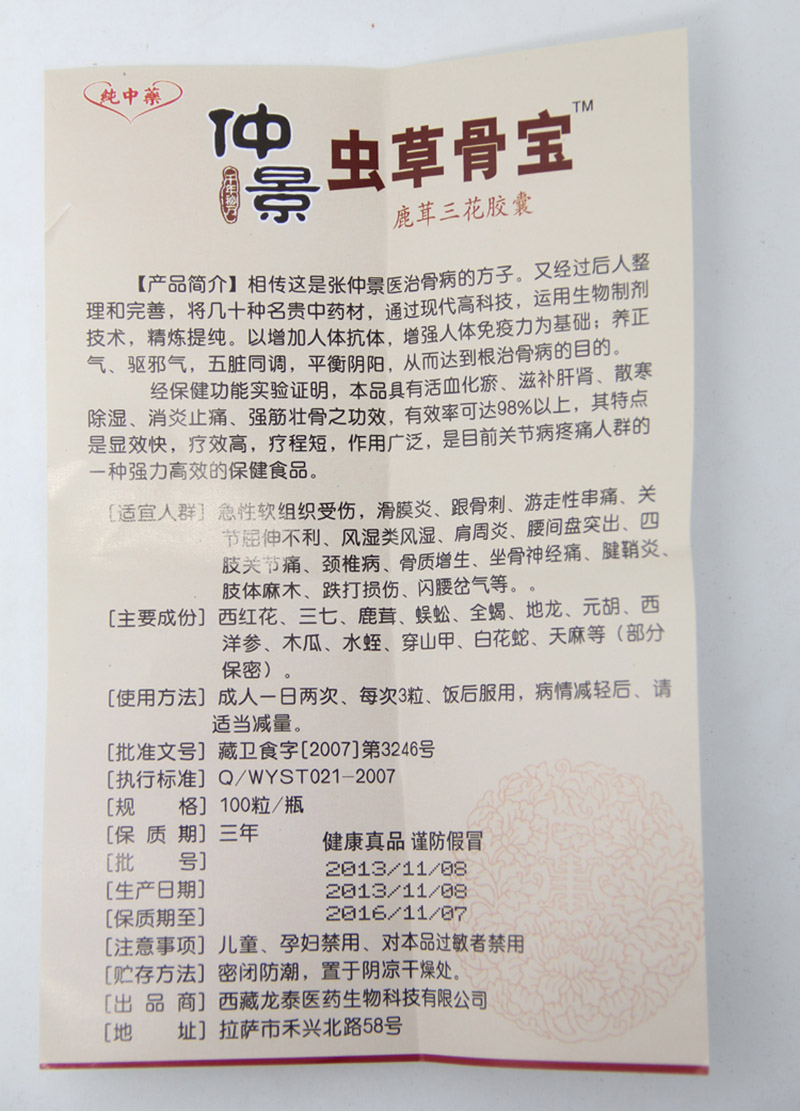 純中藥
仲景
千年獨方
虫草骨宝TM
鹿茸三花胶囊
【产品简介】相传这是张仲景医治骨病的方子。又经过后人整
理和完善，将几十种名贵中药材，通过现代高科技，运用生物制剂
技术，精炼提纯。以增加人体抗体，增强人体免疫力为基础；养正
气、驱邪气，五脏同调，平衡阴阳，从而达到根治骨病的目的。
经保健功能实验证明，本品具有活血化瘀、滋补肝肾、散寒
除湿、消炎止痛、强筋壮骨之功效，有效率可达98%以上，其特点
是显效快，疗效高，疗程短，作用广泛，是目前关节病疼痛人群的
一种强力高效的保健食品。
[适宜人群] 急性软组织受伤，滑膜炎、跟骨刺、游走性串痛、关
节屈伸不利、风湿类风湿、肩周炎、腰间盘突出、四
肢关节痛、颈椎病、骨质增生、坐骨神经痛、腱鞘炎、
肢体麻木、跌打损伤、闪腰岔气等。。
[主要成份] 西红花、三七、鹿茸、蜈蚣、全蝎、地龙、元胡、西
洋参、木瓜、水蛭、穿山甲、白花蛇、天麻等（部分
保密）。
[使用方法] 成人一日两次、每次3粒、饭后服用，病情减轻后、请
适当减量。
[批准文号] 藏卫食字[2007]第3246号
[执行标准] Q/WYST021-2007
[规 格] 100粒/瓶
[保 质 期] 三年 健康真品 谨防假冒
[批 号] 2013/11/08
[生产日期] 2013/11/08
[保质期至] 2016/11/07
[注意事项] 儿童、孕妇禁用、对本品过敏者禁用
[贮存方法] 密闭防潮，置于阴凉干燥处。
[出 品 商] 西藏龙泰医药生物科技有限公司
[地 址] 拉萨市禾兴北路58号